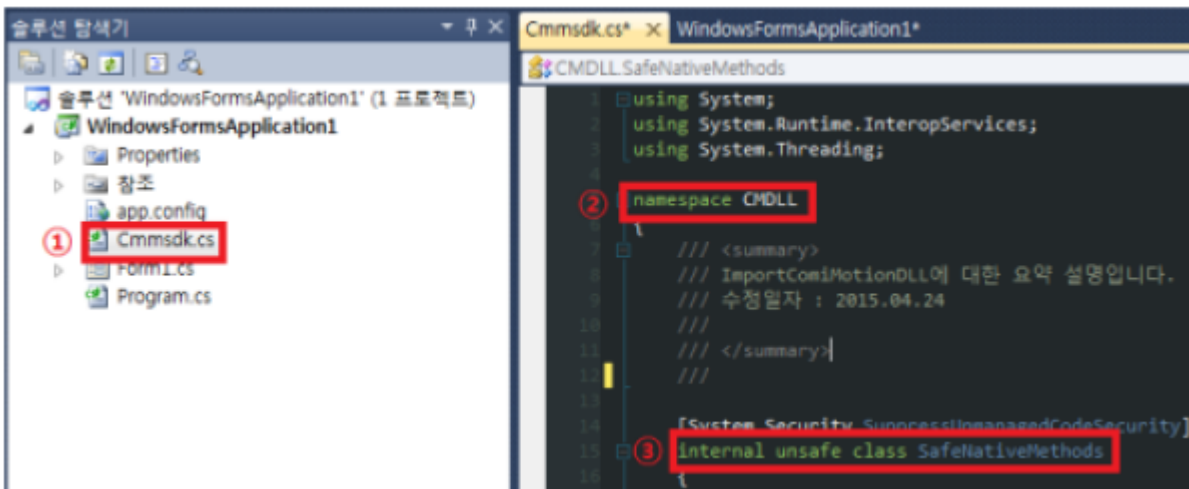 솔루션 탐색기
솔루션 'WindowsFormsApplication1' (1 프로젝트)
WindowsFormsApplication1
Properties
참조
app.config
① Cmmsdk.cs
Form1.cs
Program.cs
Cmmsdk.cs* WindowsFormsApplication1*
CMDLL.SafeNativeMethods
1 using System;
2 using System.Runtime.InteropServices;
3 using System.Threading;
4
② namespace CMDLL
6 {
7 /// <summary>
8 /// ImportComiMotionDLL에 대한 요약 설명입니다.
9 /// 수정일자 : 2015.04.24
10 ///
11 /// </summary>
12 ///
13
14 [System.Security.SuppressUnmanagedCodeSecurity]
15 ③ internal unsafe class SafeNativeMethods
16 {